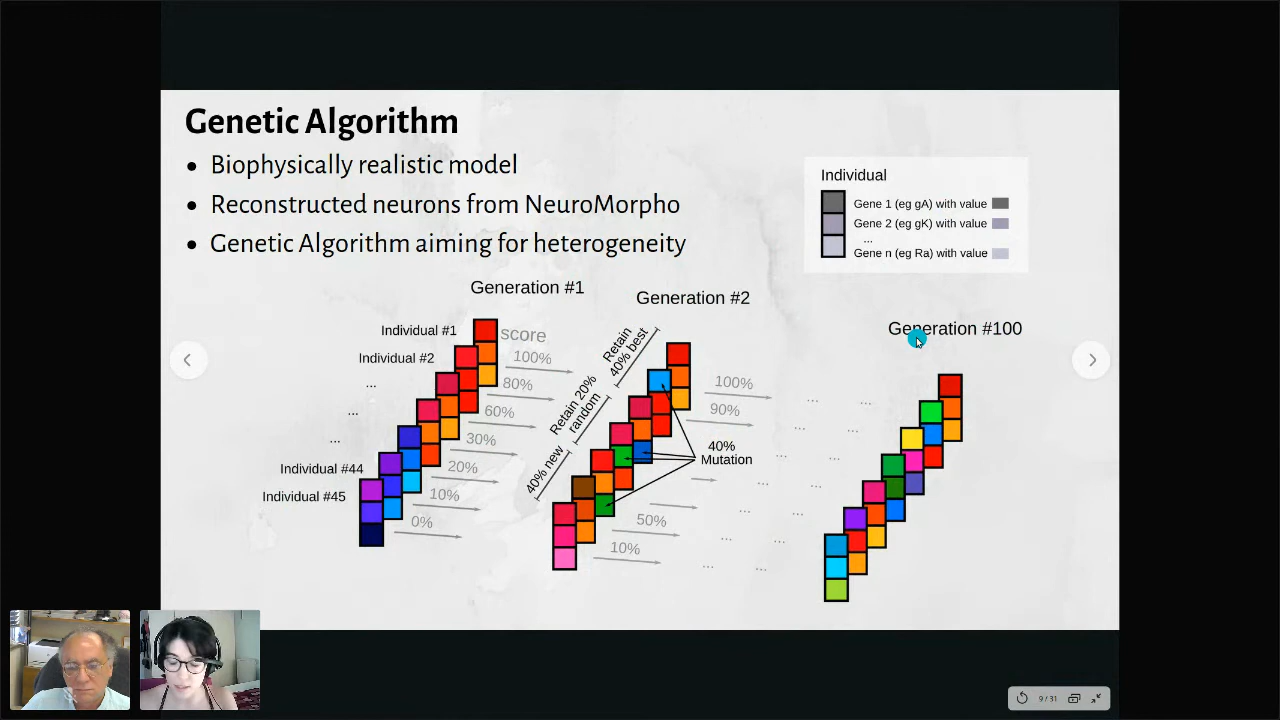 Genetic Algorithm
• Biophysically realistic model
• Reconstructed neurons from NeuroMorpho
• Genetic Algorithm aiming for heterogeneity
Individual
Gene 1 (eg gA) with value
Gene 2 (eg gK) with value
...
Gene n (eg Ra) with value
Generation #1
Generation #2
Generation #100
Individual #1
Individual #2
...
...
...
Individual #44
Individual #45
score
100%
80%
60%
30%
20%
10%
0%
Retain
40% best
Retain 20%
random
40% new
100%
90%
40%
Mutation
50%
10%
...
...
...
...
...
...
...
...
...
...
...
...
...
...
9 / 31